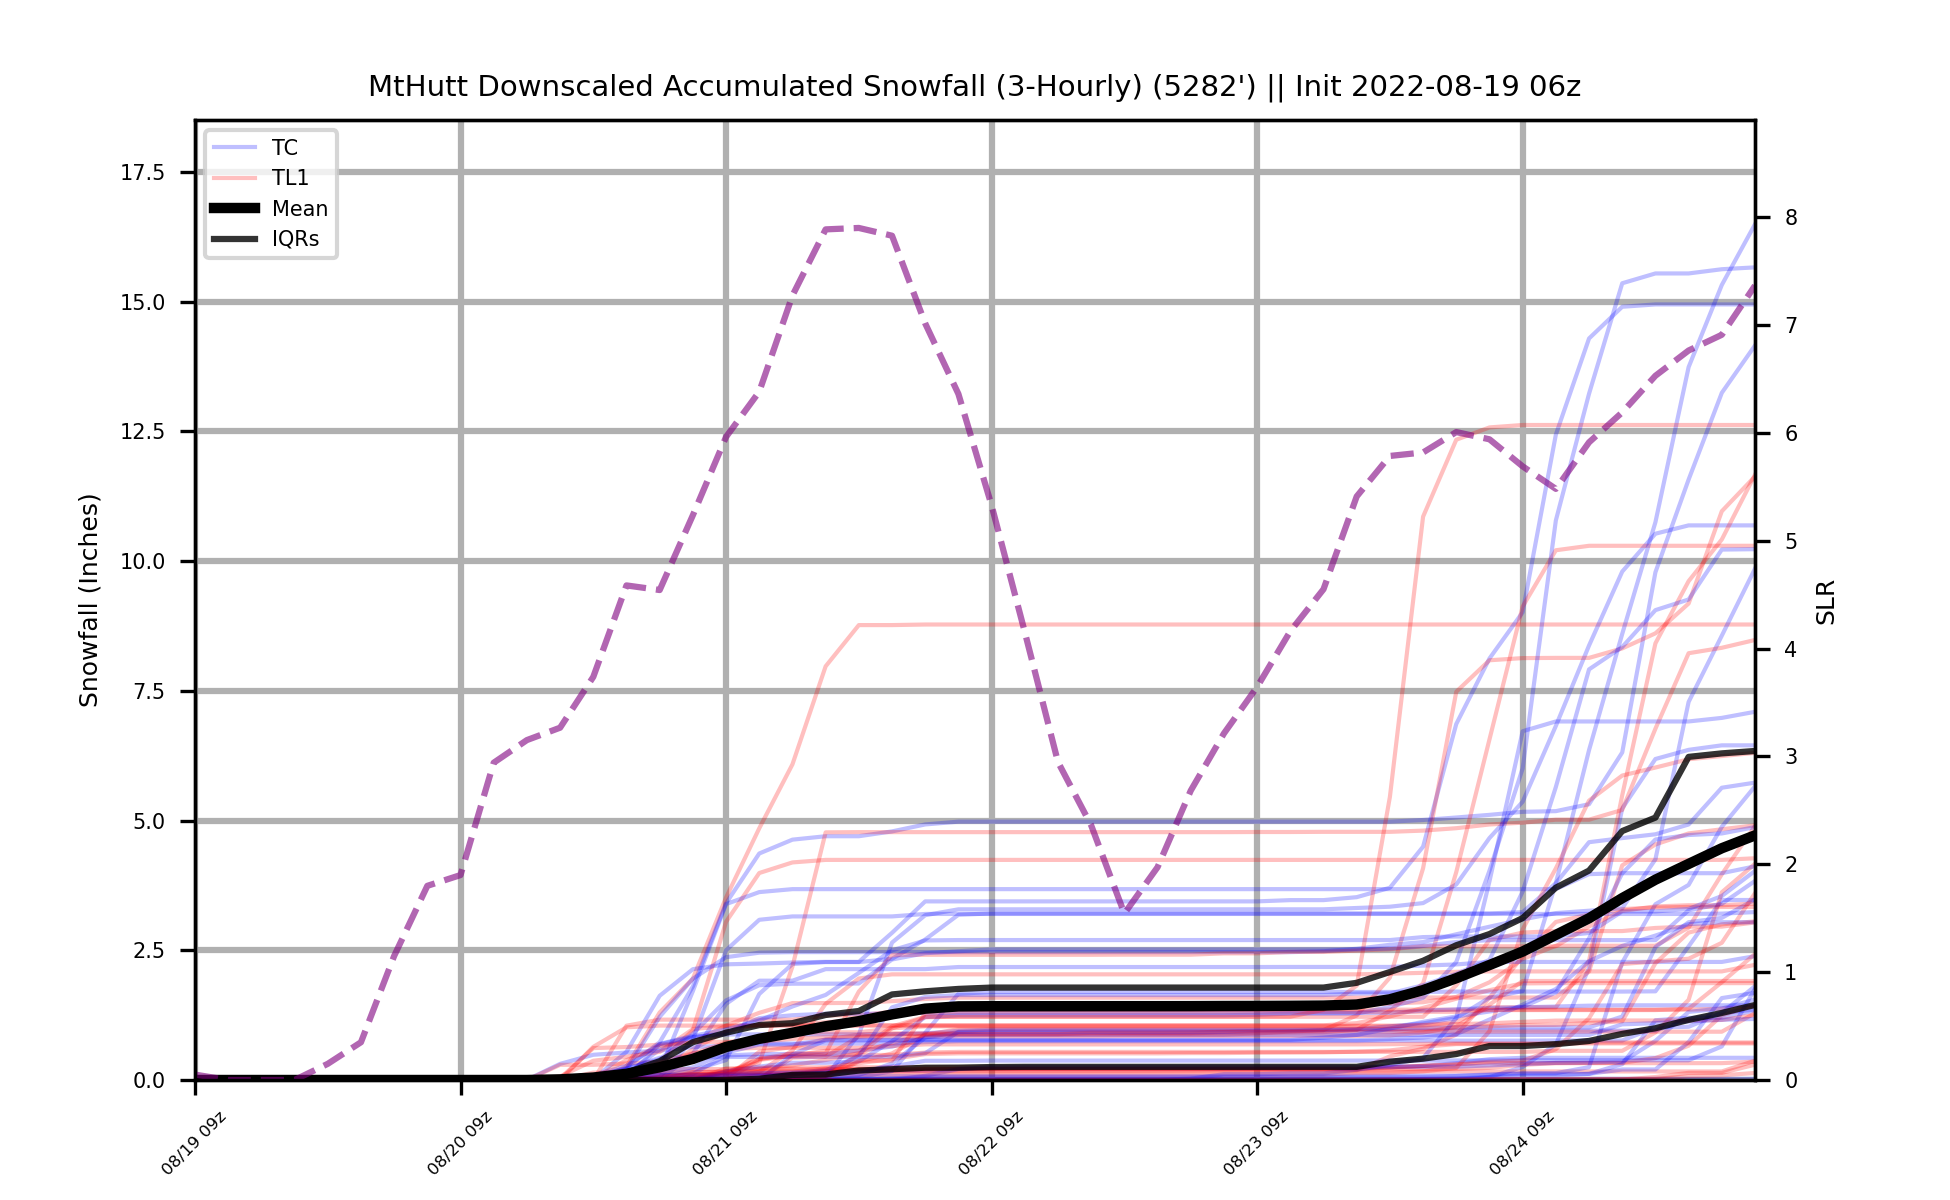 MtHutt Downscaled Accumulated Snowfall (3-Hourly) (5282') || Init 2022-08-19 06z
TC
TL1
Mean
IQRs
17.5
15.0
12.5
10.0
7.5
5.0
2.5
0.0
Snowfall (Inches)
8
7
6
5
4
3
2
1
0
SLR
08/19 09z
08/20 09z
08/21 09z
08/22 09z
08/23 09z
08/24 09z